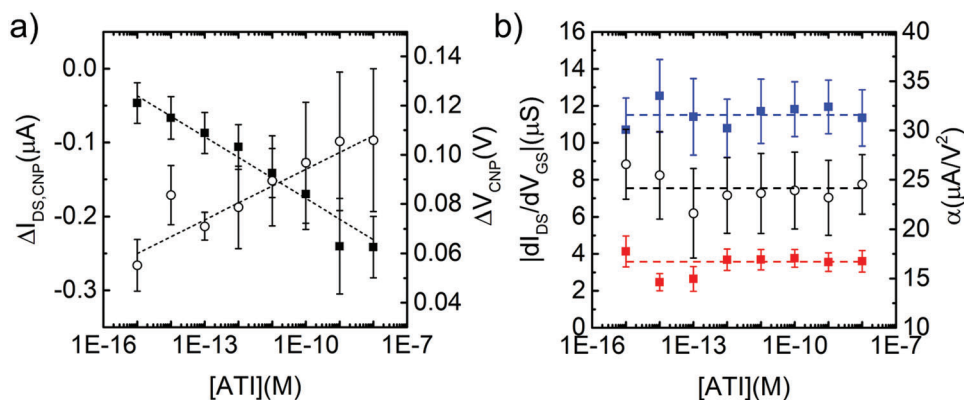 a)
0.0
-0.1
-0.2
-0.3
ΔI_DS,CNP(μA)
0.14
0.12
0.10
0.08
0.06
0.04
ΔV_CNP(V)
1E-16 1E-13 1E-10 1E-7
[ATI](M)
b)
16
14
12
10
8
6
4
2
0
|dI_DS/dV_GS|(μS)
40
35
30
25
20
15
10
α(μA/V²)
1E-16 1E-13 1E-10 1E-7
[ATI](M)